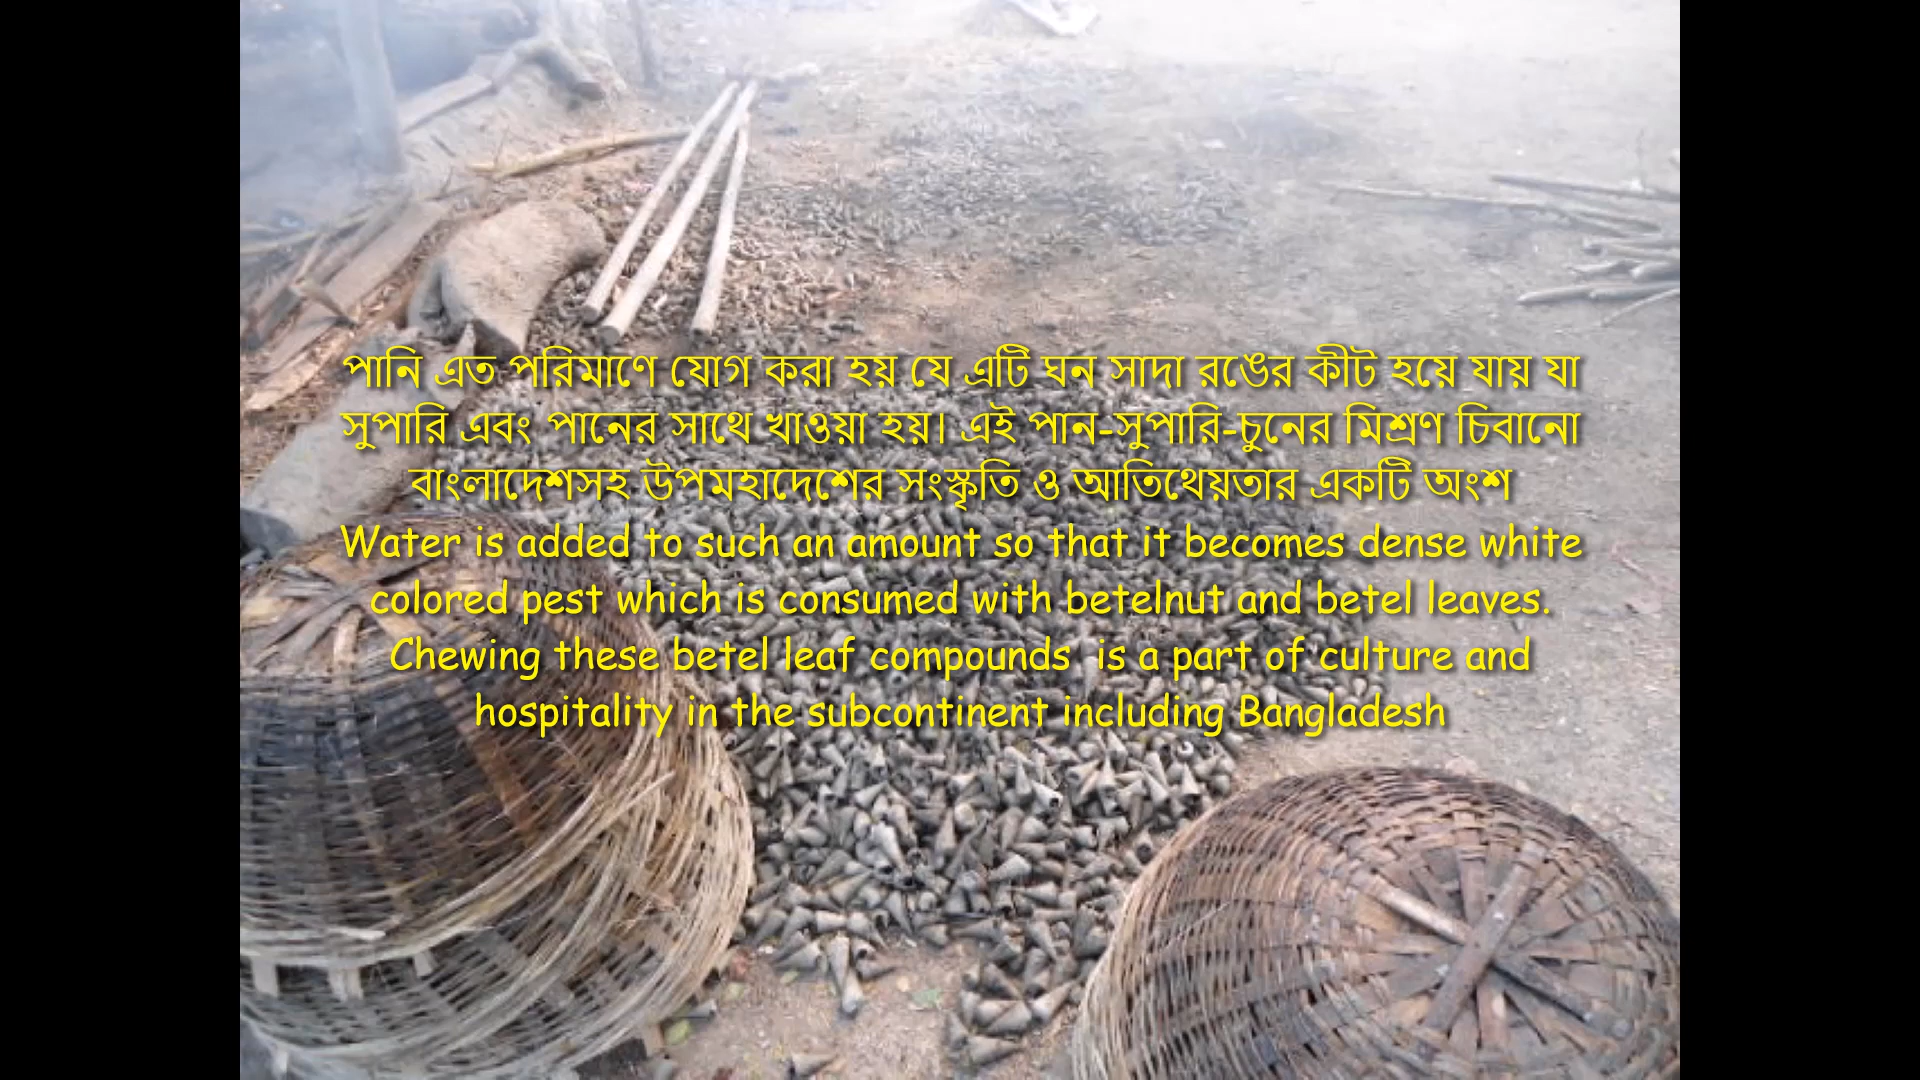 পানি এত পরিমাণে যোগ করা হয় যে এটি ঘন সাদা রঙের কীট হয়ে যায় যা
সুপারি এবং পানের সাথে খাওয়া হয়। এই পান-সুপারি-চুনের মিশ্রণ চিবানো
বাংলাদেশসহ উপমহাদেশের সংস্কৃতি ও আতিথেয়তার একটি অংশ
Water is added to such an amount so that it becomes dense white
colored pest which is consumed with betelnut and betel leaves.
Chewing these betel leaf compounds  is a part of culture and
hospitality in the subcontinent including Bangladesh